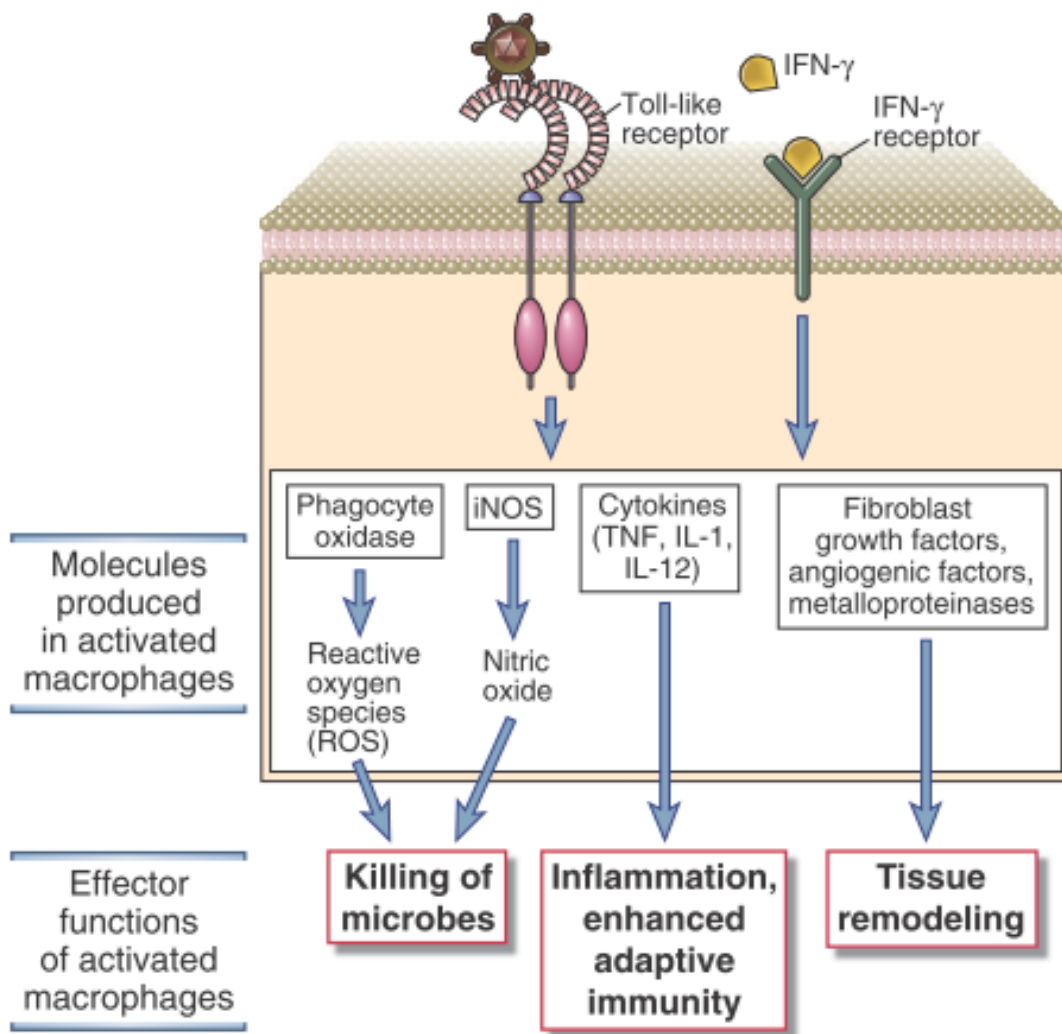 IFN-γ
Toll-like
receptor
IFN-γ
receptor
Phagocyte
oxidase
iNOS
Cytokines
(TNF, IL-1,
IL-12)
Fibroblast
growth factors,
angiogenic factors,
metalloproteinases
Molecules
produced
in activated
macrophages
Reactive
oxygen
species
(ROS)
Nitric
oxide
Effector
functions
of activated
macrophages
Killing of
microbes
Inflammation,
enhanced
adaptive
immunity
Tissue
remodeling